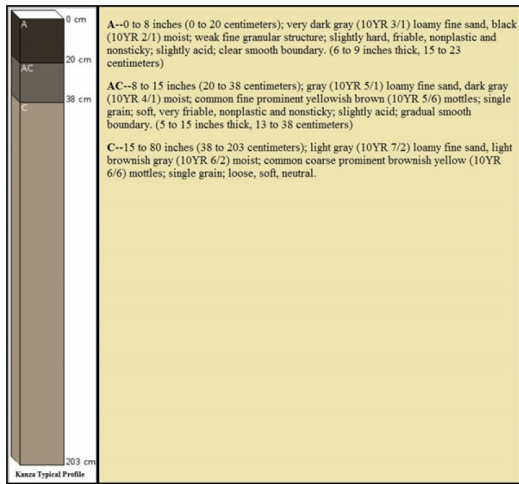 A
0 cm
20 cm
AC
38 cm
C
203 cm
Kanza Typical Profile
A--0 to 8 inches (0 to 20 centimeters); very dark gray (10YR 3/1) loamy fine sand, black
(10YR 2/1) moist; weak fine granular structure; slightly hard, friable, nonplastic and
nonsticky; slightly acid; clear smooth boundary. (6 to 9 inches thick, 15 to 23
centimeters)
AC--8 to 15 inches (20 to 38 centimeters); gray (10YR 5/1) loamy fine sand, dark gray
(10YR 4/1) moist; common fine prominent yellowish brown (10YR 5/6) mottles; single
grain; soft, very friable, nonplastic and nonsticky; slightly acid; gradual smooth
boundary. (5 to 15 inches thick, 13 to 38 centimeters)
C--15 to 80 inches (38 to 203 centimeters); light gray (10YR 7/2) loamy fine sand, light
brownish gray (10YR 6/2) moist; common coarse prominent brownish yellow (10YR
6/6) mottles; single grain; loose, soft, neutral.